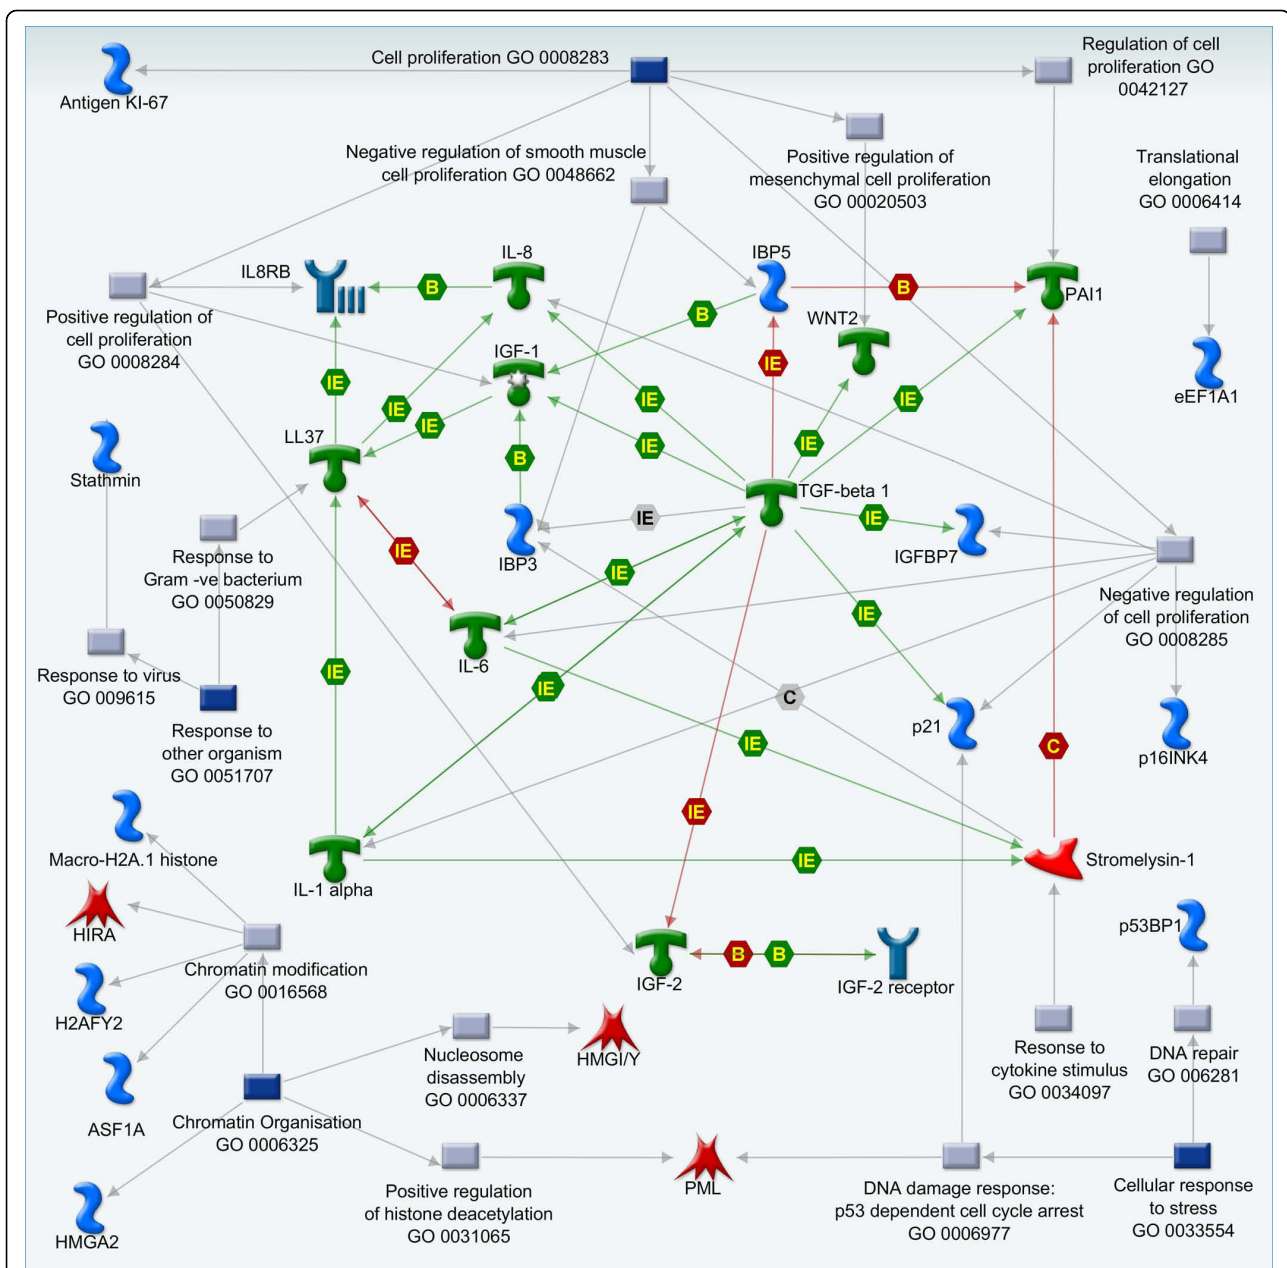 Cell proliferation GO 0008283
Regulation of cell
proliferation GO
0042127
Antigen KI-67
Negative regulation of smooth muscle
cell proliferation GO 0048662
Positive regulation of
mesenchymal cell proliferation
GO 00020503
Translational
elongation
GO 0006414
IL8RB
IL-8
IBP5
B
B
PAI1
Positive regulation of
cell proliferation
GO 0008284
B
WNT2
IGF-1
IE
IE
eEF1A1
IE
IE
IE
IE
LL37
IE
IE
B
Stathmin
TGF-beta 1
IE
IE
IGFBP7
Response to
Gram -ve bacterium
GO 0050829
IE
IBP3
IE
Negative regulation
of cell proliferation
GO 0008285
IE
IL-6
Response to virus
GO 009615
IE
IE
C
Response to
other organism
GO 0051707
p21
IE
C
p16INK4
IE
Macro-H2A.1 histone
IE
Stromelysin-1
IL-1 alpha
HIRA
p53BP1
Chromatin modification
GO 0016568
B
B
IGF-2
IGF-2 receptor
H2AFY2
Nucleosome
disassembly
GO 0006337
HMGI/Y
Resonse to
cytokine stimulus
GO 0034097
DNA repair
GO 006281
ASF1A
Chromatin Organisation
GO 0006325
Positive regulation
of histone deacetylation
GO 0031065
PML
DNA damage response:
p53 dependent cell cycle arrest
GO 0006977
Cellular response
to stress
GO 0033554
HMGA2